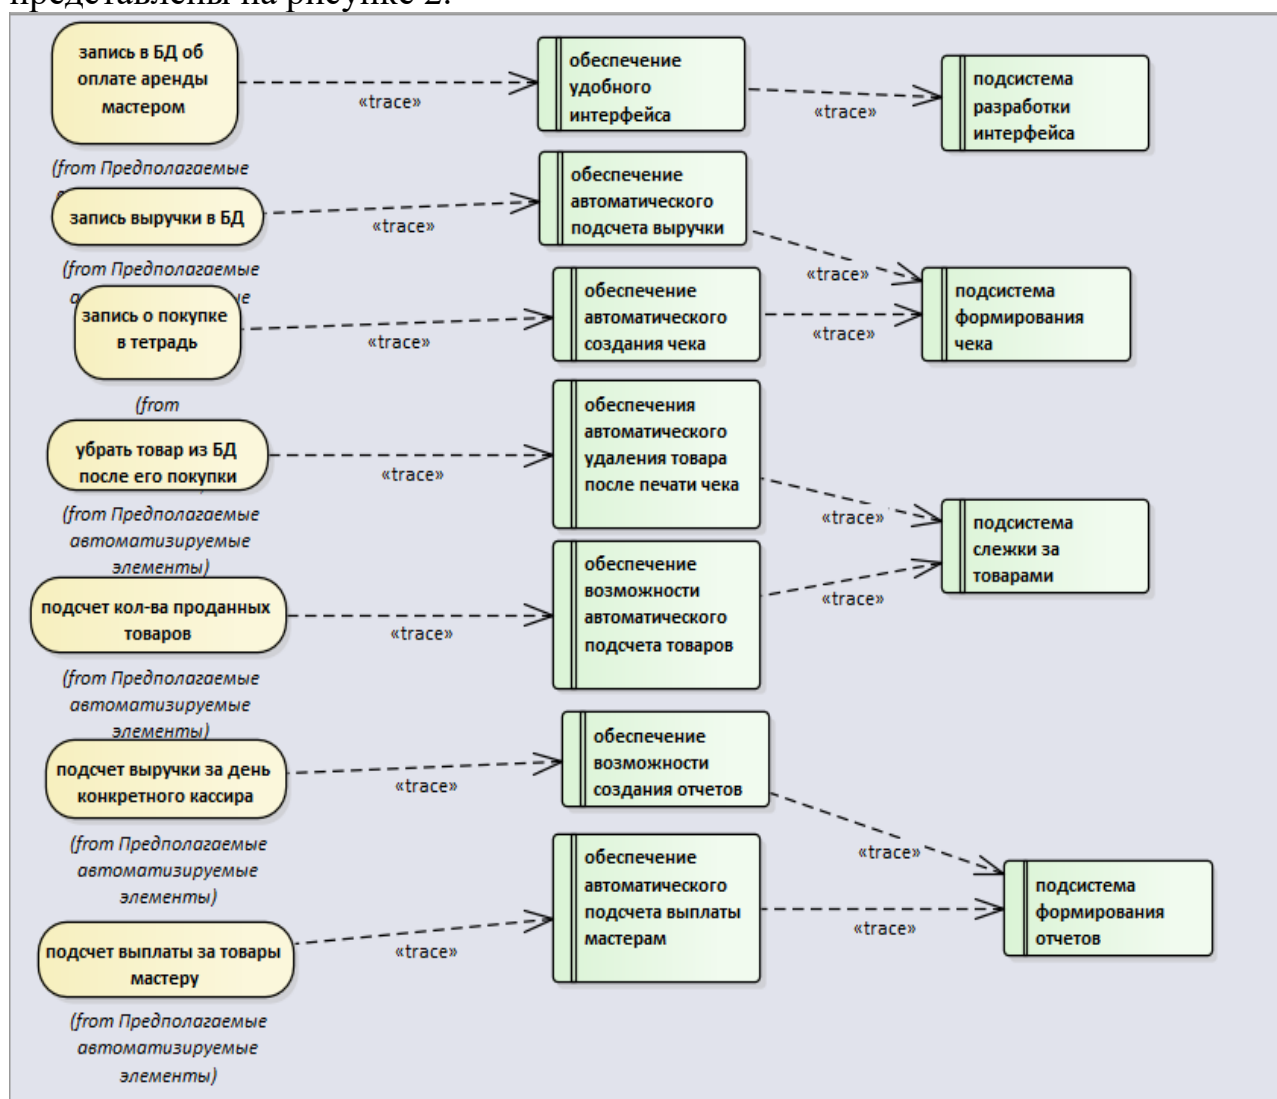 представлены на рисунке 2.
запись в БД об
оплате аренды
мастером
«trace»
обеспечение
удобного
интерфейса
«trace»
подсистема
разработки
интерфейса
(from Предполагаемые
запись выручки в БД
«trace»
обеспечение
автоматического
подсчета выручки
«trace»
(from Предполагаемые
запись о покупке
в тетрадь
«trace»
обеспечение
автоматического
создания чека
«trace»
подсистема
формирования
чека
(from
убрать товар из БД
после его покупки
«trace»
обеспечения
автоматического
удаления товара
после печати чека
«trace»
подсистема
слежки за
товарами
(from Предполагаемые
автоматизируемые
элементы)
подсчет кол-ва проданных
товаров
«trace»
обеспечение
возможности
автоматического
подсчета товаров
«trace»
(from Предполагаемые
автоматизируемые
элементы)
подсчет выручки за день
конкретного кассира
«trace»
обеспечение
возможности
создания отчетов
«trace»
(from Предполагаемые
автоматизируемые
элементы)
подсчет выплаты за товары
мастеру
«trace»
обеспечение
автоматического
подсчета выплаты
мастерам
«trace»
подсистема
формирования
отчетов
(from Предполагаемые
автоматизируемые
элементы)